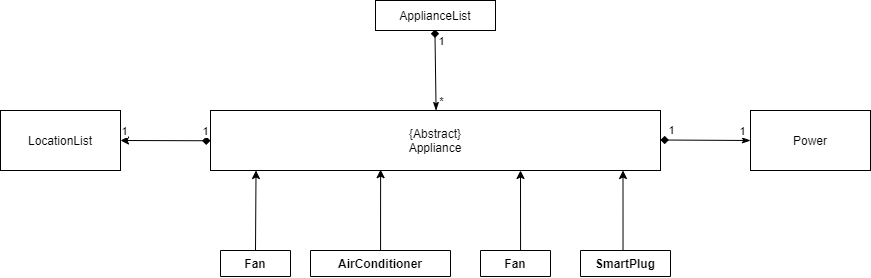 ApplianceList
1
*
LocationList
1
1
{Abstract}
Appliance
1
1
Power
Fan
AirConditioner
Fan
SmartPlug